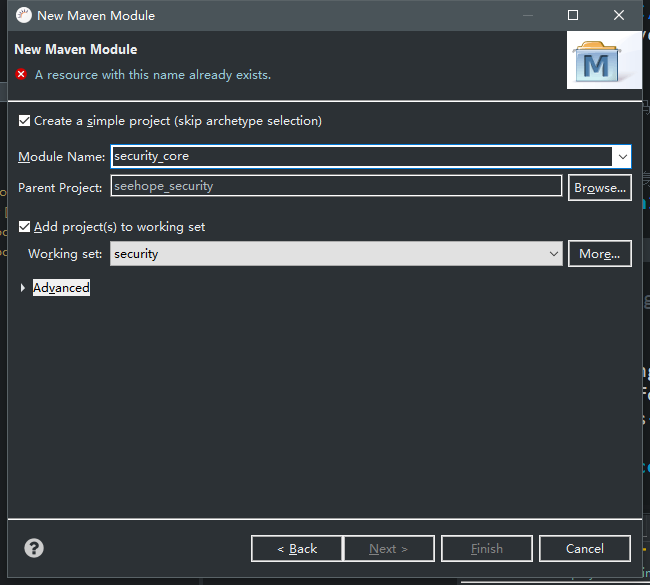 New Maven Module
New Maven Module
A resource with this name already exists.
M
Create a simple project (skip archetype selection)
Module Name: security_core
Parent Project: seehope_security Browse...
Add project(s) to working set
Working set: security More...
Advanced
?
< Back Next > Finish Cancel